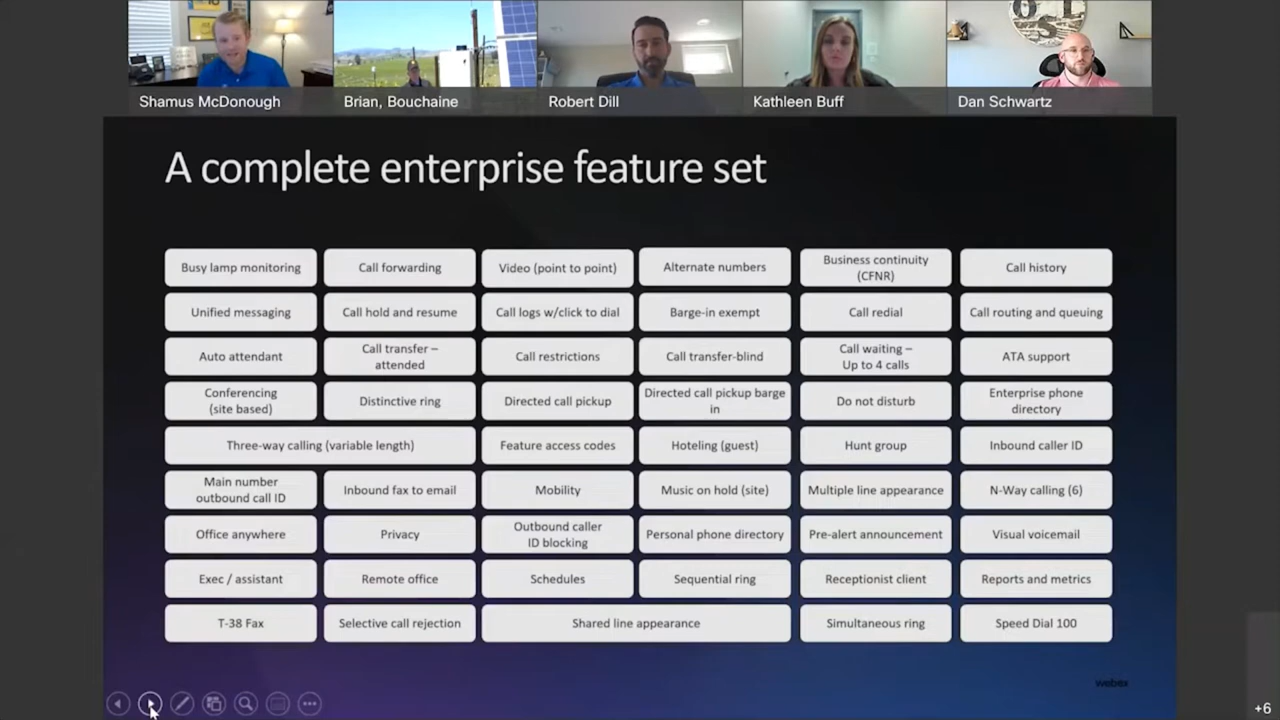 Shamus McDonough
Brian, Bouchaine
Robert Dill
Kathleen Buff
Dan Schwartz
A complete enterprise feature set
Busy lamp monitoring
Call forwarding
Video (point to point)
Alternate numbers
Business continuity
(CFNR)
Call history
Unified messaging
Call hold and resume
Call logs w/click to dial
Barge-in exempt
Call redial
Call routing and queuing
Auto attendant
Call transfer –
attended
Call restrictions
Call transfer-blind
Call waiting –
Up to 4 calls
ATA support
Conferencing
(site based)
Distinctive ring
Directed call pickup
Directed call pickup barge
in
Do not disturb
Enterprise phone
directory
Three-way calling (variable length)
Feature access codes
Hoteling (guest)
Hunt group
Inbound caller ID
Main number
outbound call ID
Inbound fax to email
Mobility
Music on hold (site)
Multiple line appearance
N-Way calling (6)
Office anywhere
Privacy
Outbound caller
ID blocking
Personal phone directory
Pre-alert announcement
Visual voicemail
Exec / assistant
Remote office
Schedules
Sequential ring
Receptionist client
Reports and metrics
T-38 Fax
Selective call rejection
Shared line appearance
Simultaneous ring
Speed Dial 100
webex
+6